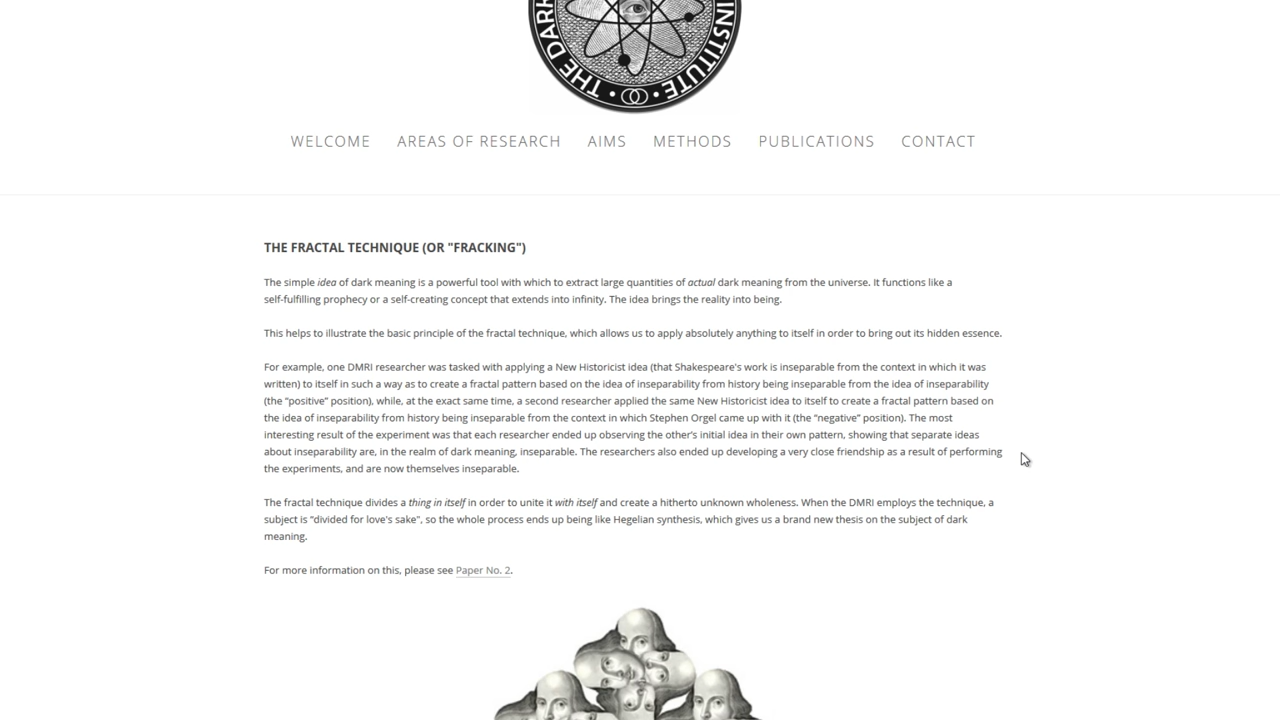 THE DARK
INSTITUTE
WELCOME AREAS OF RESEARCH AIMS METHODS PUBLICATIONS CONTACT
THE FRACTAL TECHNIQUE (OR "FRACKING")
The simple idea of dark meaning is a powerful tool with which to extract large quantities of actual dark meaning from the universe. It functions like a
self-fulfilling prophecy or a self-creating concept that extends into infinity. The idea brings the reality into being.
This helps to illustrate the basic principle of the fractal technique, which allows us to apply absolutely anything to itself in order to bring out its hidden essence.
For example, one DMRI researcher was tasked with applying a New Historicist idea (that Shakespeare's work is inseparable from the context in which it was
written) to itself in such a way as to create a fractal pattern based on the idea of inseparability from history being inseparable from the idea of inseparability
(the “positive” position), while, at the exact same time, a second researcher applied the same New Historicist idea to itself to create a fractal pattern based on
the idea of inseparability from history being inseparable from the context in which Stephen Orgel came up with it (the “negative” position). The most
interesting result of the experiment was that each researcher ended up observing the other's initial idea in their own pattern, showing that separate ideas
about inseparability are, in the realm of dark meaning, inseparable. The researchers also ended up developing a very close friendship as a result of performing
the experiments, and are now themselves inseparable.
The fractal technique divides a thing in itself in order to unite it with itself and create a hitherto unknown wholeness. When the DMRI employs the technique, a
subject is "divided for love's sake", so the whole process ends up being like Hegelian synthesis, which gives us a brand new thesis on the subject of dark
meaning.
For more information on this, please see Paper No. 2.